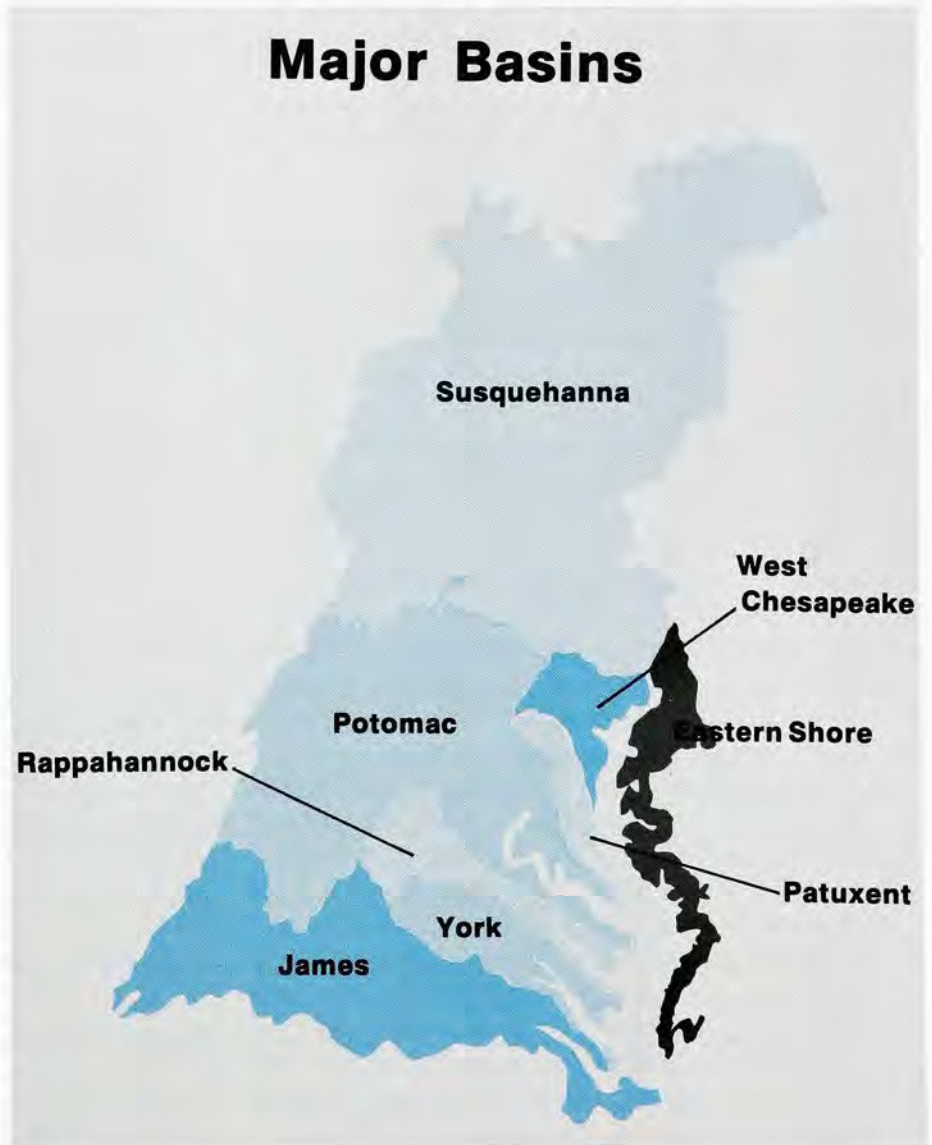 Major Basins
Susquehanna
West
Chesapeake
Potomac
Eastern Shore
Rappahannock
Patuxent
York
James